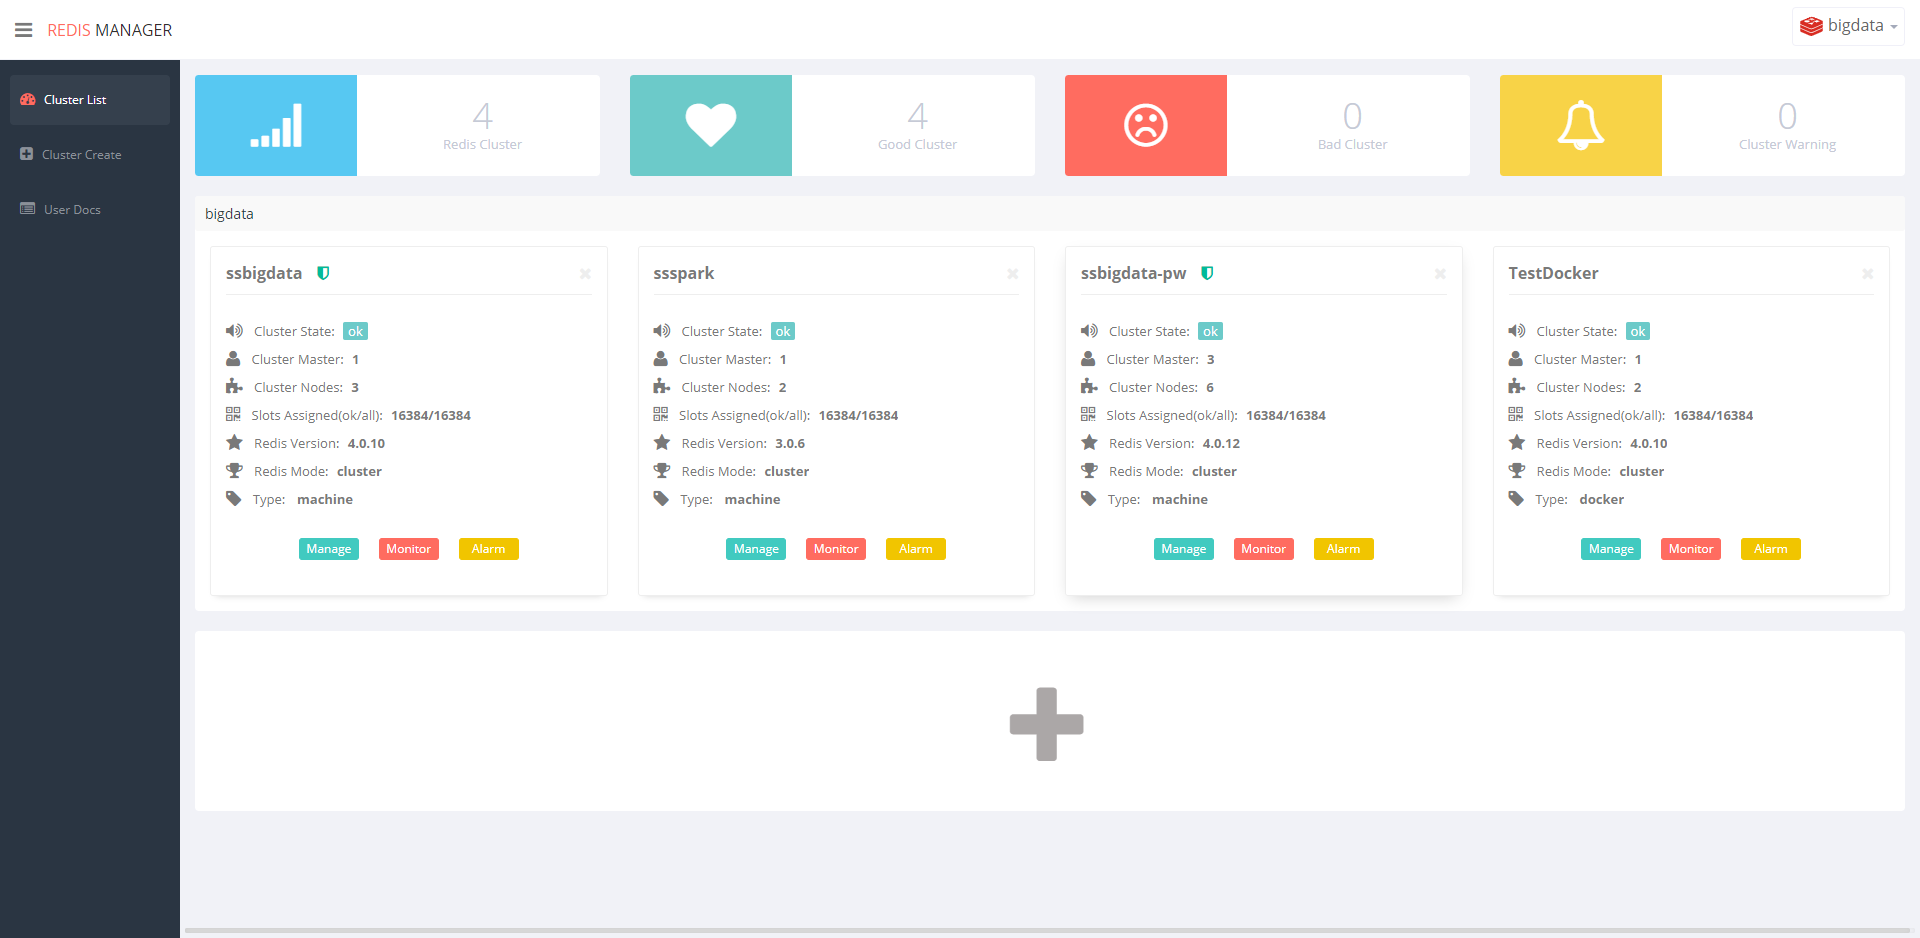 REDIS MANAGER
bigdata
Cluster List
Cluster Create
User Docs
4
Redis Cluster
4
Good Cluster
0
Bad Cluster
0
Cluster Warning
bigdata
ssbigdata
Cluster State: ok
Cluster Master: 1
Cluster Nodes: 3
Slots Assigned(ok/all): 16384/16384
Redis Version: 4.0.10
Redis Mode: cluster
Type: machine
Manage Monitor Alarm
ssspark
Cluster State: ok
Cluster Master: 1
Cluster Nodes: 2
Slots Assigned(ok/all): 16384/16384
Redis Version: 3.0.6
Redis Mode: cluster
Type: machine
Manage Monitor Alarm
ssbigdata-pw
Cluster State: ok
Cluster Master: 3
Cluster Nodes: 6
Slots Assigned(ok/all): 16384/16384
Redis Version: 4.0.12
Redis Mode: cluster
Type: machine
Manage Monitor Alarm
TestDocker
Cluster State: ok
Cluster Master: 1
Cluster Nodes: 2
Slots Assigned(ok/all): 16384/16384
Redis Version: 4.0.10
Redis Mode: cluster
Type: docker
Manage Monitor Alarm